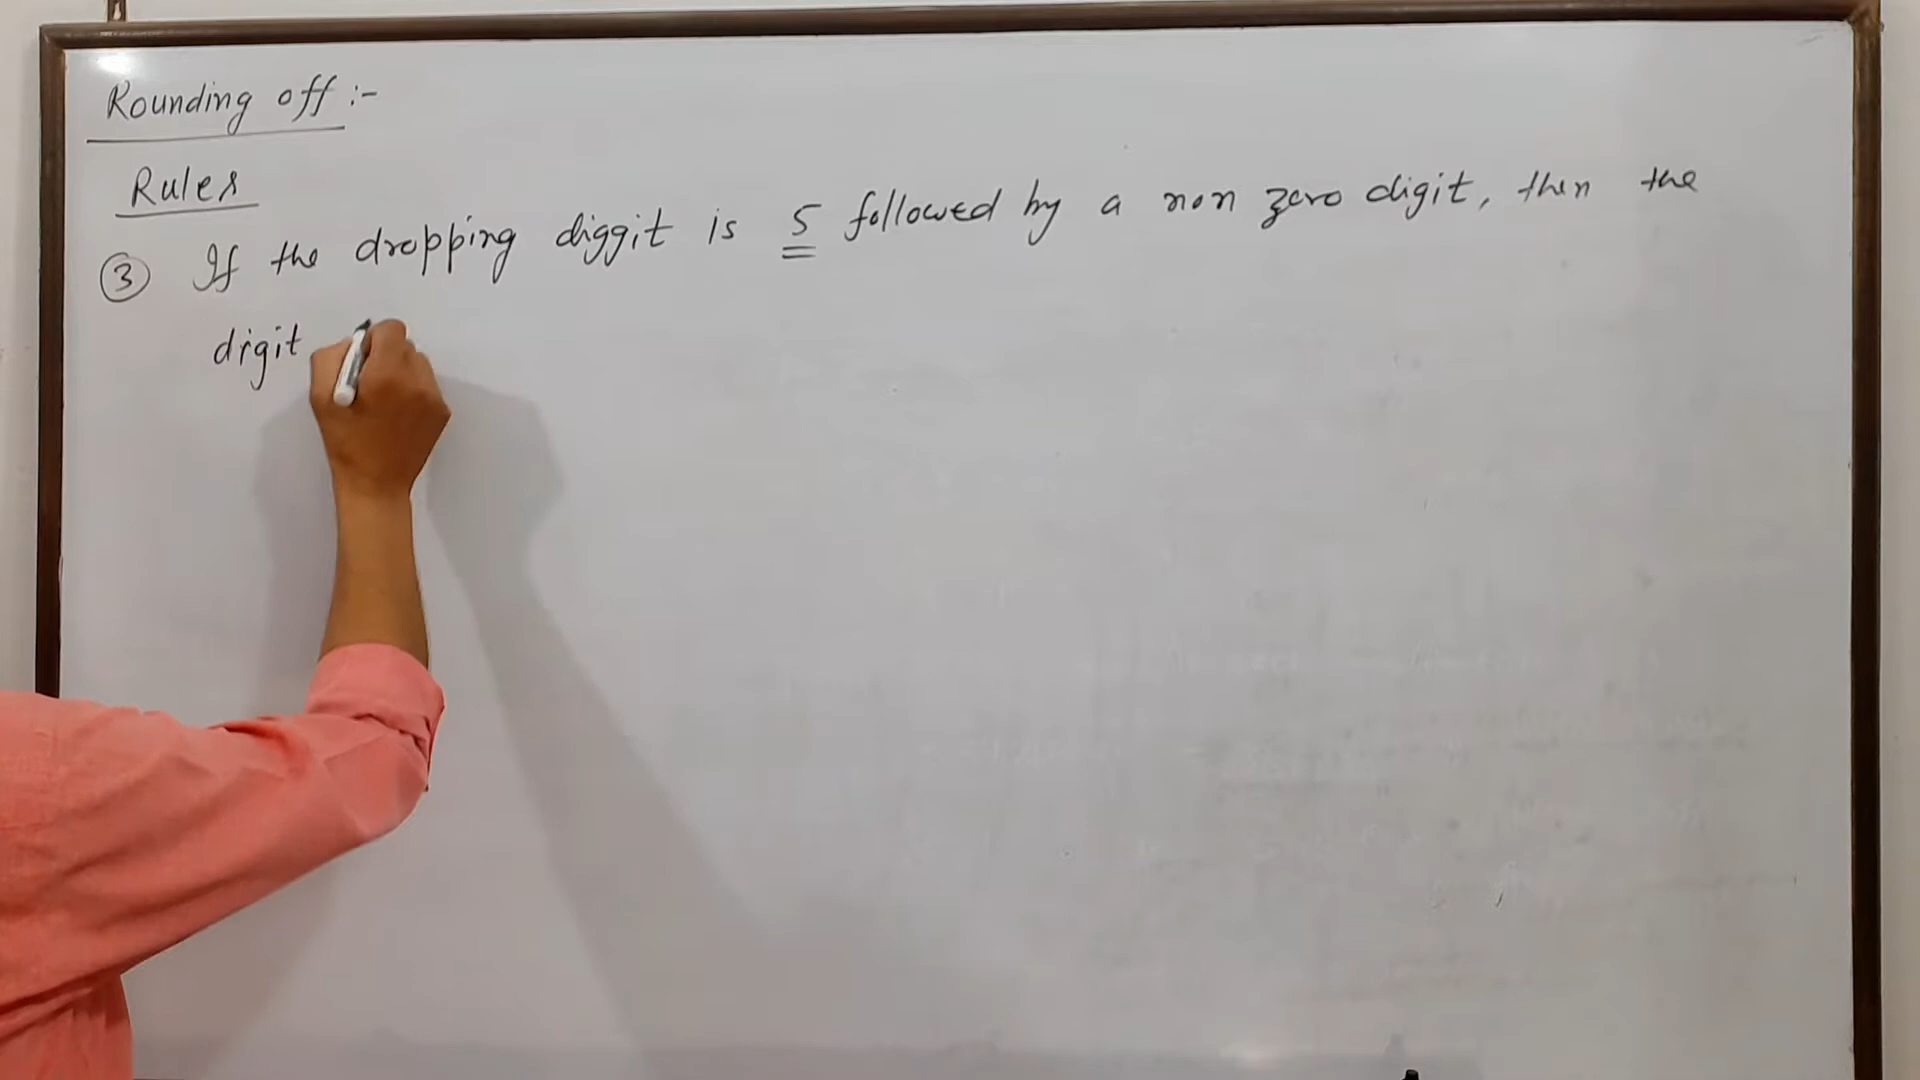 Rounding off :-
Rules
③ If the dropping diggit is 5 followed by a non zero digit, then the
digit